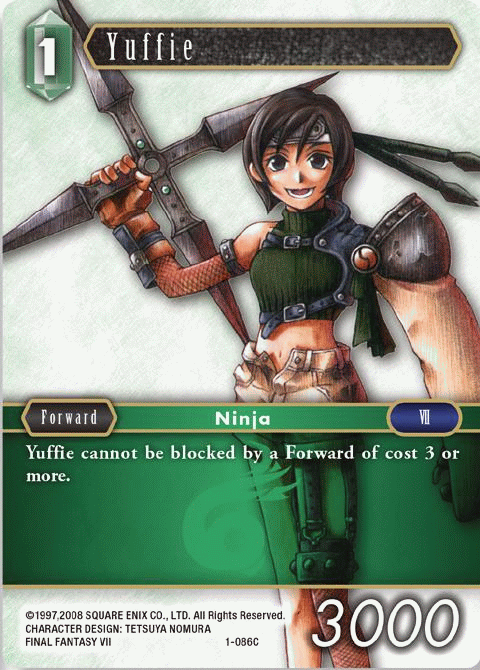 1
Yuffie
Forward
Ninja
VII
Yuffie cannot be blocked by a Forward of cost 3 or
more.
©1997,2008 SQUARE ENIX CO., LTD. All Rights Reserved.
CHARACTER DESIGN: TETSUYA NOMURA
FINAL FANTASY VII
1-086C
3000